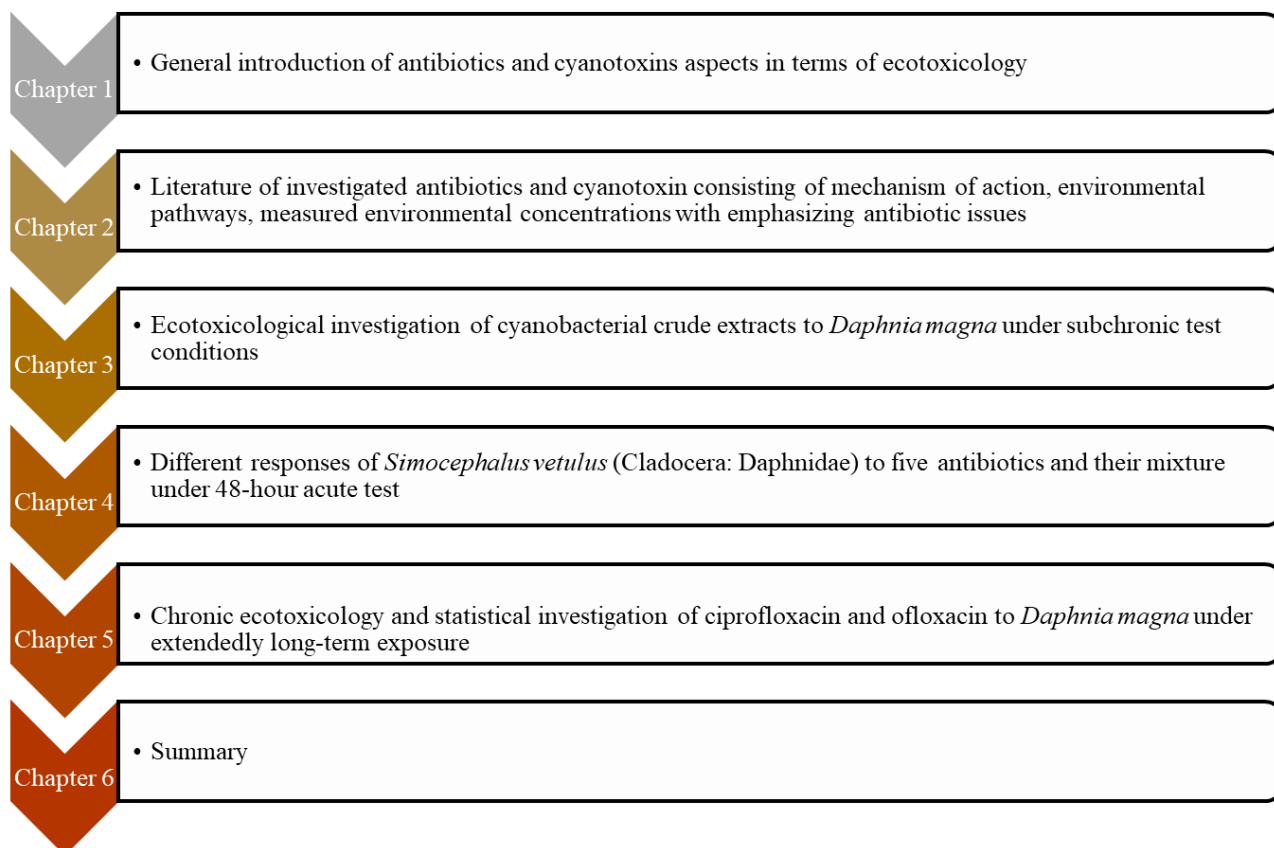 Chapter 1
• General introduction of antibiotics and cyanotoxins aspects in terms of ecotoxicology
Chapter 2
• Literature of investigated antibiotics and cyanotoxin consisting of mechanism of action, environmental
pathways, measured environmental concentrations with emphasizing antibiotic issues
Chapter 3
• Ecotoxicological investigation of cyanobacterial crude extracts to Daphnia magna under subchronic test
conditions
Chapter 4
• Different responses of Simocephalus vetulus (Cladocera: Daphnidae) to five antibiotics and their mixture
under 48-hour acute test
Chapter 5
• Chronic ecotoxicology and statistical investigation of ciprofloxacin and ofloxacin to Daphnia magna under
extendedly long-term exposure
Chapter 6
• Summary